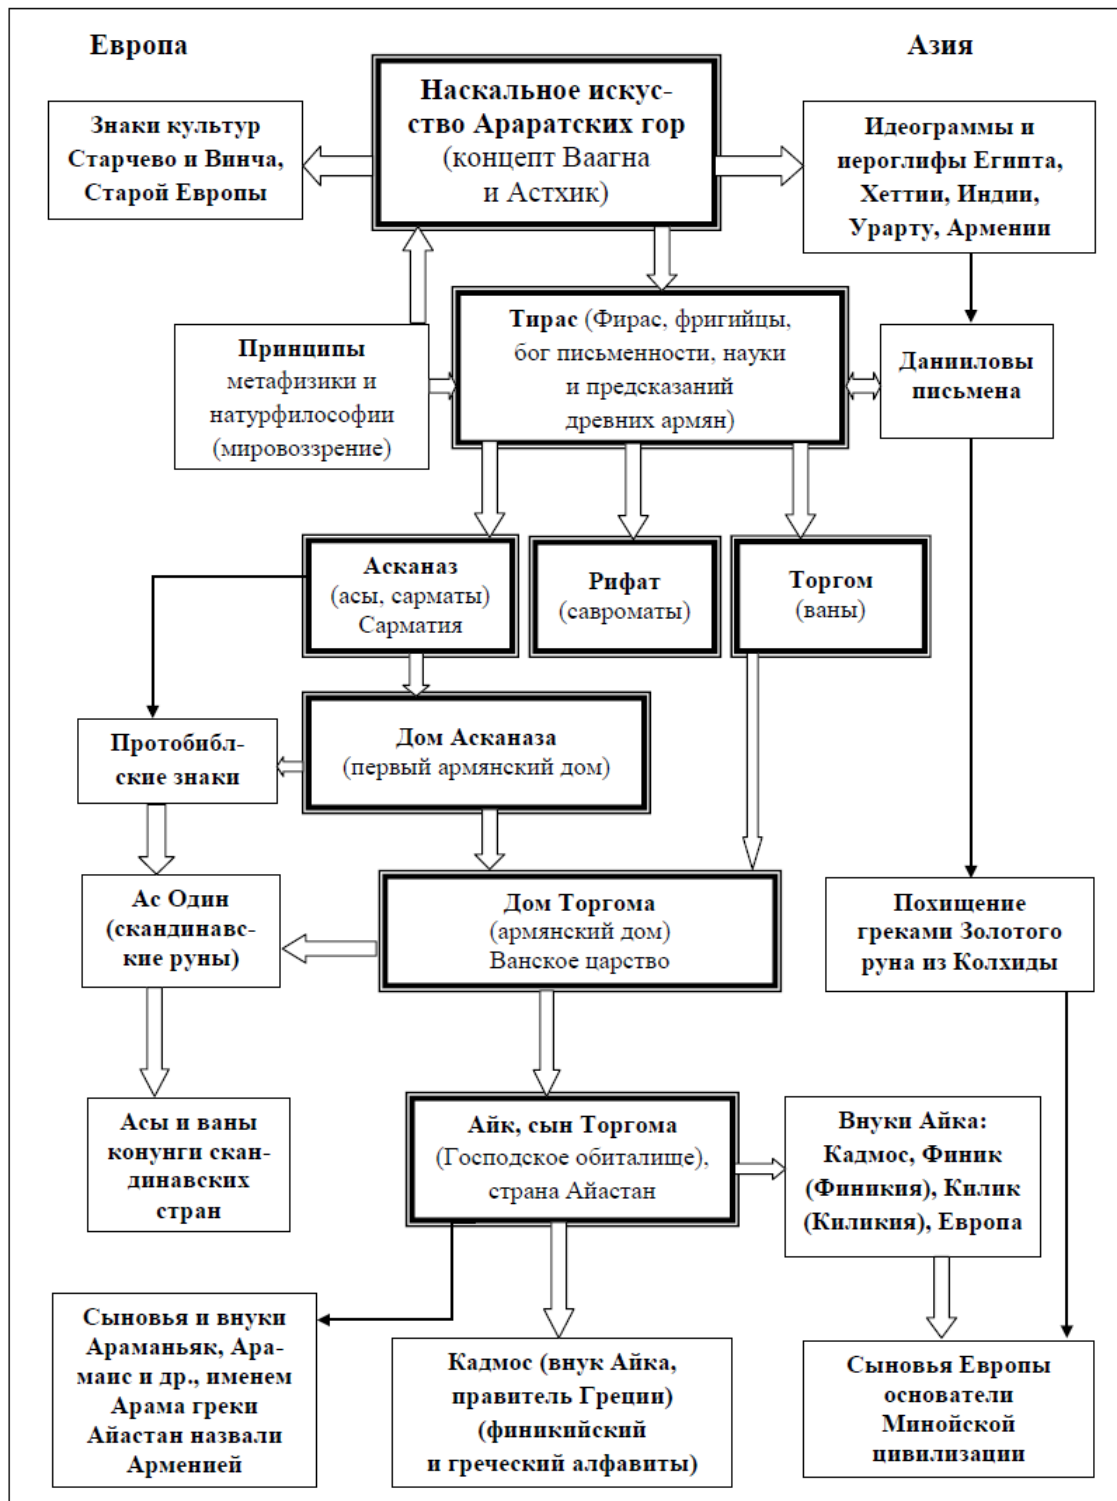 Европа
Азия
Наскальное искус-
ство Араратских гор
(концепт Ваагна
и Астхик)
Знаки культур
Старчево и Винча,
Старой Европы
Идеограммы и
иероглифы Египта,
Хеттии, Индии,
Урарту, Армении
Принципы
метафизики и
натурфилософии
(мировоззрение)
Тирас (Фирас, фригийцы,
бог письменности, науки
и предсказаний
древних армян)
Данииловы
письмена
Асканаз
(асы, сарматы)
Сарматия
Рифат
(савроматы)
Торгом
(ваны)
Протобибл-
ские знаки
Дом Асканаза
(первый армянский дом)
Ас Один
(скандинавс-
кие руны)
Дом Торгома
(армянский дом)
Ванское царство
Похищение
греками Золотого
руна из Колхиды
Асы и ваны
конунги скан-
динавских
стран
Айк, сын Торгома
(Господское обиталище),
страна Айастан
Внуки Айка:
Кадмос, Финик
(Финикия), Килик
(Киликия), Европа
Сыновья и внуки
Араманьяк, Ара-
маис и др., именем
Арама греки
Айастан назвали
Арменией
Кадмос (внук Айка,
правитель Греции)
(финикийский
и греческий алфавиты)
Сыновья Европы
основатели
Минойской
цивилизации